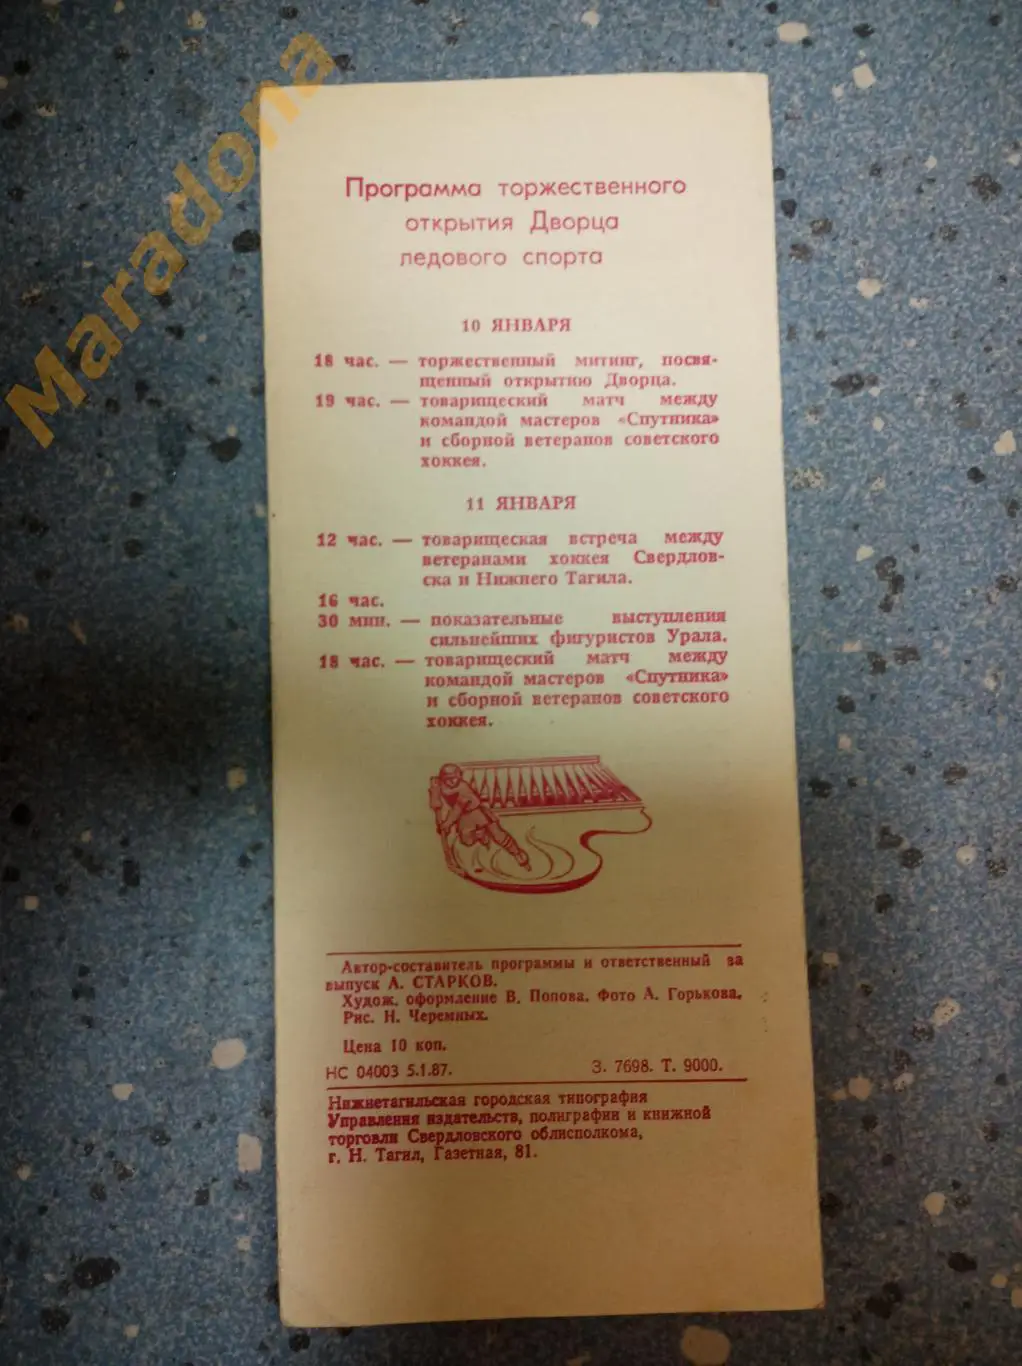 Maradona
Программа торжественного
открытия Дворца
ледового спорта
10 ЯНВАРЯ
18 час. — торжественный митинг, посвя-
щенный открытию Дворца.
19 час. — товарищеский матч между
командой мастеров «Спутника»
и сборной ветеранов советского
хоккея.
11 ЯНВАРЯ
12 час. — товарищеская встреча между
ветеранами хоккея Свердлов-
ска и Нижнего Тагила.
16 час.
30 мин. — показательные выступления
сильнейших фигуристов Урала.
18 час. — товарищеский матч между
командой мастеров «Спутника»
и сборной ветеранов советского
хоккея.
Автор-составитель программы и ответственный за
выпуск А. СТАРКОВ.
Худож. оформление В. Попова. Фото А. Горькова.
Рис. Н. Черемных.
Цена 10 коп.
НС 04003 5.1.87. З. 7698. Т. 9000.
Нижнетагильская городская типография
Управления издательств, полиграфии и книжной
торговли Свердловского облисполкома,
г. Н. Тагил, Газетная, 81.